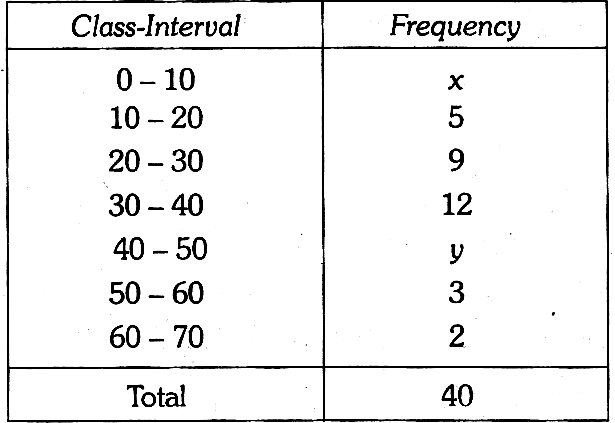 Class-Interval Frequency
0 – 10 x
10 – 20 5
20 – 30 9
30 – 40 12
40 – 50 y
50 – 60 3
60 – 70 2
Total 40